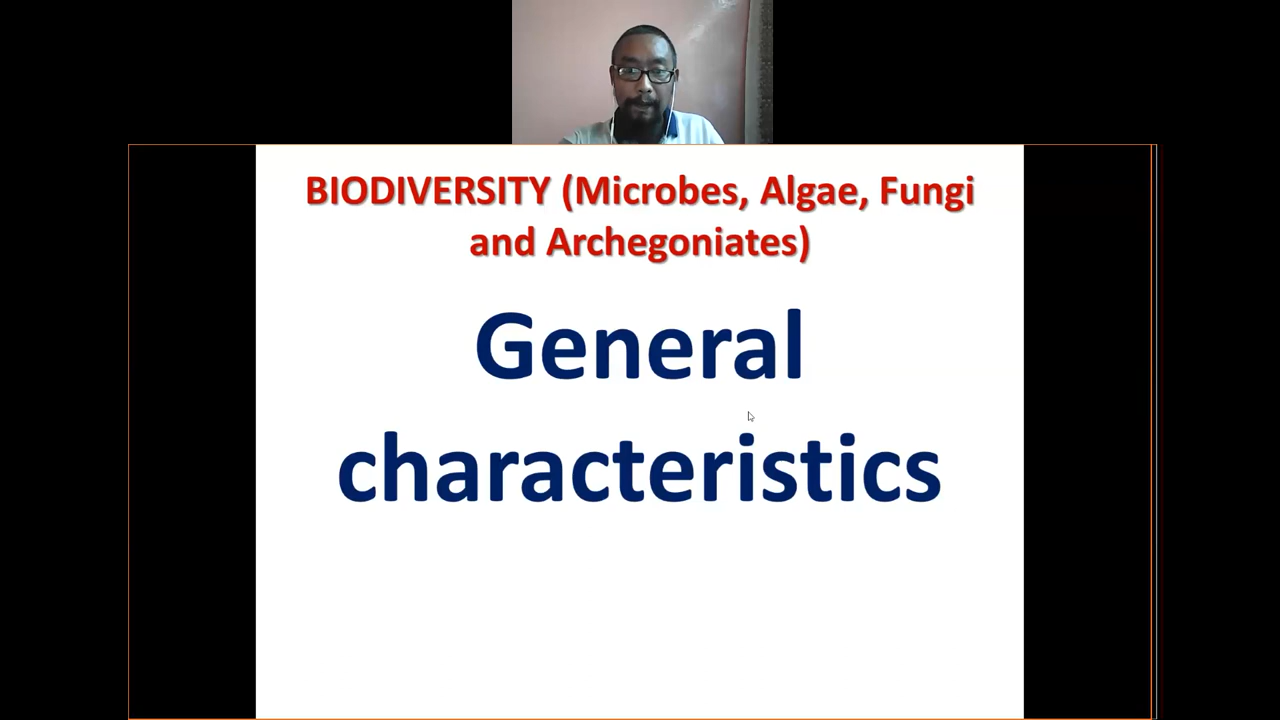 BIODIVERSITY (Microbes, Algae, Fungi
and Archegoniates)
General
characteristics